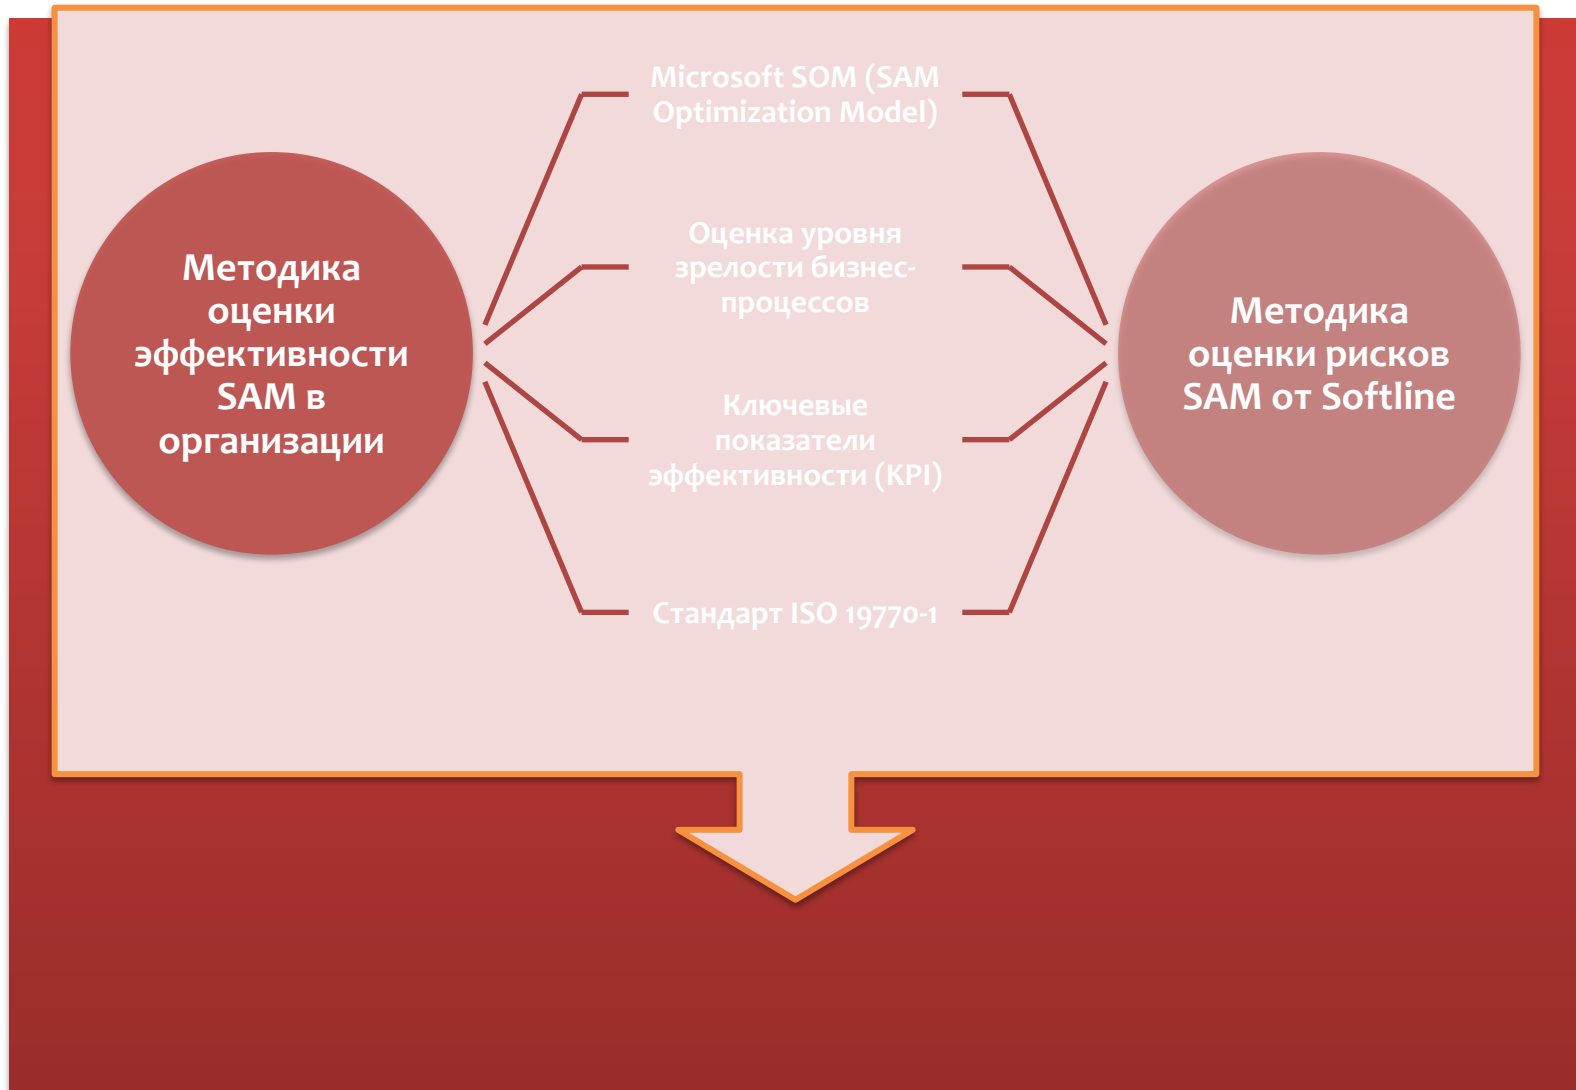 Методика
оценки
эффективности
SAM в
организации
Microsoft SOM (SAM
Optimization Model)
Оценка уровня
зрелости бизнес-
процессов
Ключевые
показатели
эффективности (KPI)
Стандарт ISO 19770-1
Методика
оценки рисков
SAM от Softline